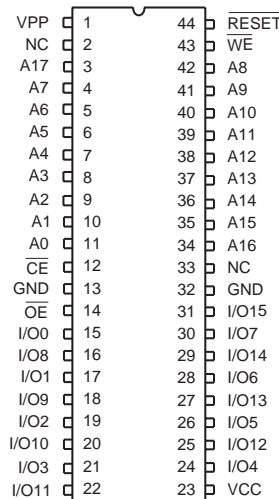 VPP 1 44 R̅E̅S̅E̅T̅
NC 2 43 W̅E̅
A17 3 42 A8
A7 4 41 A9
A6 5 40 A10
A5 6 39 A11
A4 7 38 A12
A3 8 37 A13
A2 9 36 A14
A1 10 35 A15
A0 11 34 A16
C̅E̅ 12 33 NC
GND 13 32 GND
O̅E̅ 14 31 I/O15
I/O0 15 30 I/O7
I/O8 16 29 I/O14
I/O1 17 28 I/O6
I/O9 18 27 I/O13
I/O2 19 26 I/O5
I/O10 20 25 I/O12
I/O3 21 24 I/O4
I/O11 22 23 VCC